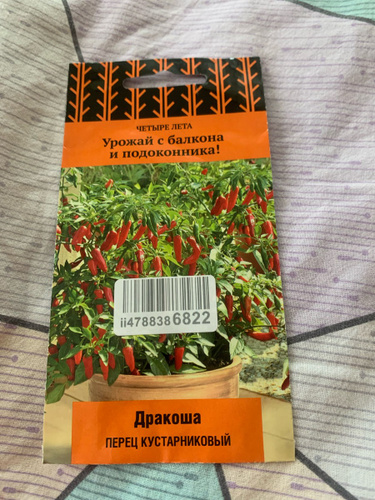 ЧЕТЫРЕ ЛЕТА
Урожай с балкона
и подоконника!
ii4788386822
Дракоша
ПЕРЕЦ КУСТАРНИКОВЫЙ